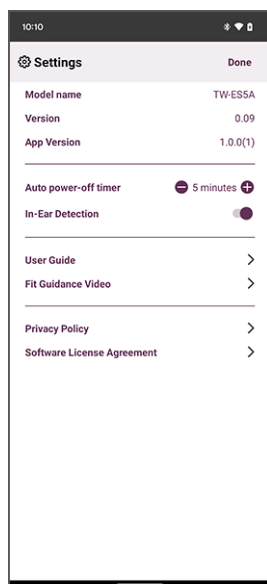 10:10
Settings Done
Model name TW-ES5A
Version 0.09
App Version 1.0.0(1)
Auto power-off timer 5 minutes
In-Ear Detection
User Guide
Fit Guidance Video
Privacy Policy
Software License Agreement